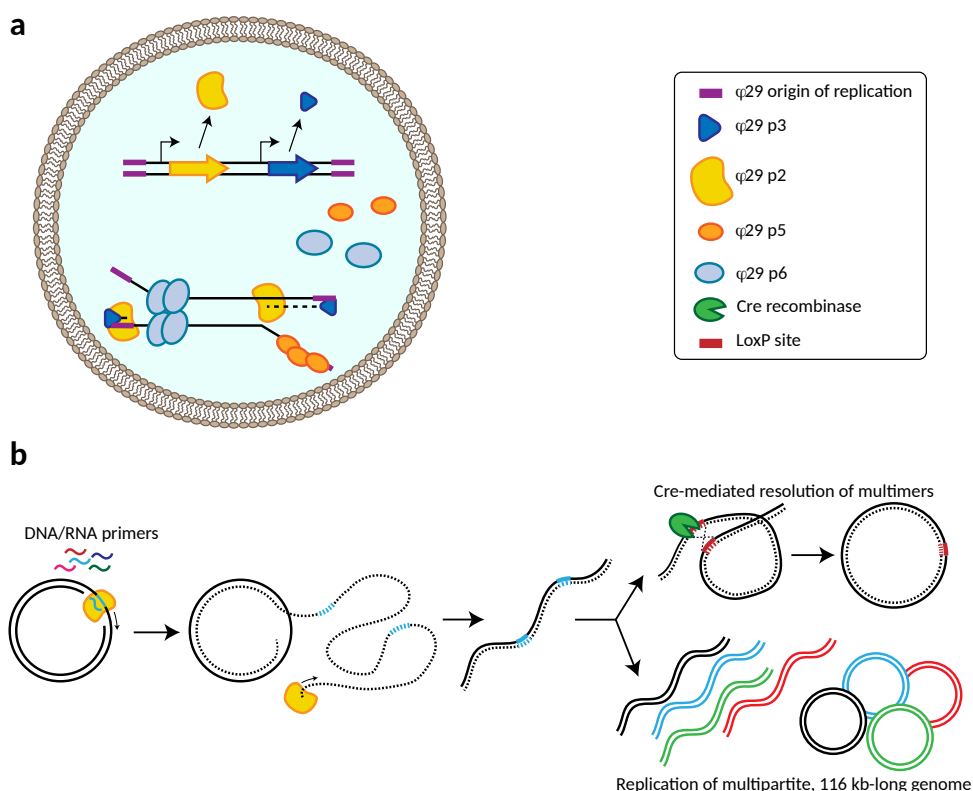 a
φ29 origin of replication
φ29 p3
φ29 p2
φ29 p5
φ29 p6
Cre recombinase
LoxP site
b
DNA/RNA primers
Cre-mediated resolution of multimers
Replication of multipartite, 116 kb-long genome